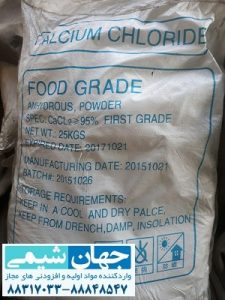 CALCIUM CHLORIDE
FOOD GRADE
ANHYDROUS, POWDER
SPEC: CaCl₂≥95% FIRST GRADE
NET WT. 25KGS
EXPIRED DATE: 20171021
MANUFACTURING DATE: 20151021
BATCH#: 20151026
STORAGE REQUIREMENTS:
KEEP IN A COOL AND DRY PALCE,
KEEP FROM DRENCH,DAMP, INSOLATION
جهان شیمی
واردکننده مواد اولیه و افزودنی های مجاز
۸۸۳۱۷۰۳۳-۸۸۸۴۸۵۴۷